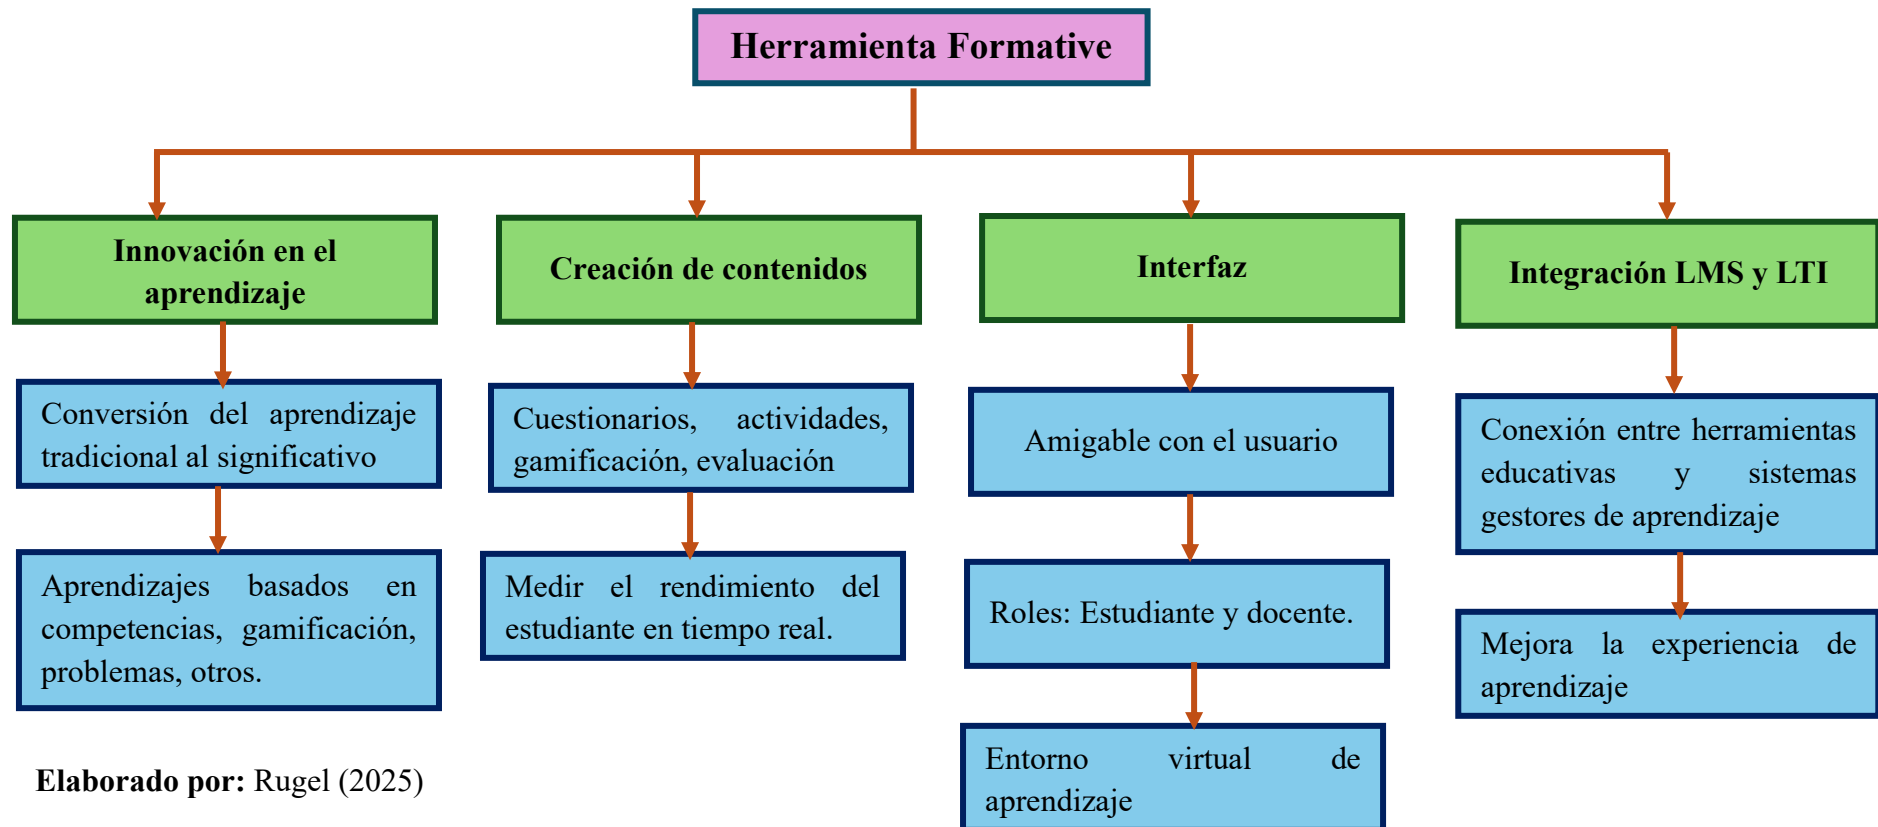 Herramienta Formative
Innovación en el
aprendizaje
Conversión del aprendizaje
tradicional al significativo
Aprendizajes basados en
competencias, gamificación,
problemas, otros.
Creación de contenidos
Cuestionarios, actividades,
gamificación, evaluación
Medir el rendimiento del
estudiante en tiempo real.
Interfaz
Amigable con el usuario
Roles: Estudiante y docente.
Entorno virtual de
aprendizaje
Integración LMS y LTI
Conexión entre herramientas
educativas y sistemas
gestores de aprendizaje
Mejora la experiencia de
aprendizaje
Elaborado por: Rugel (2025)